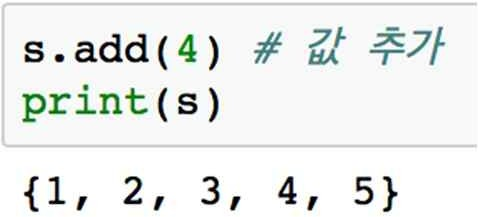 s.add(4) # 값 추가
print(s)
{1, 2, 3, 4, 5}